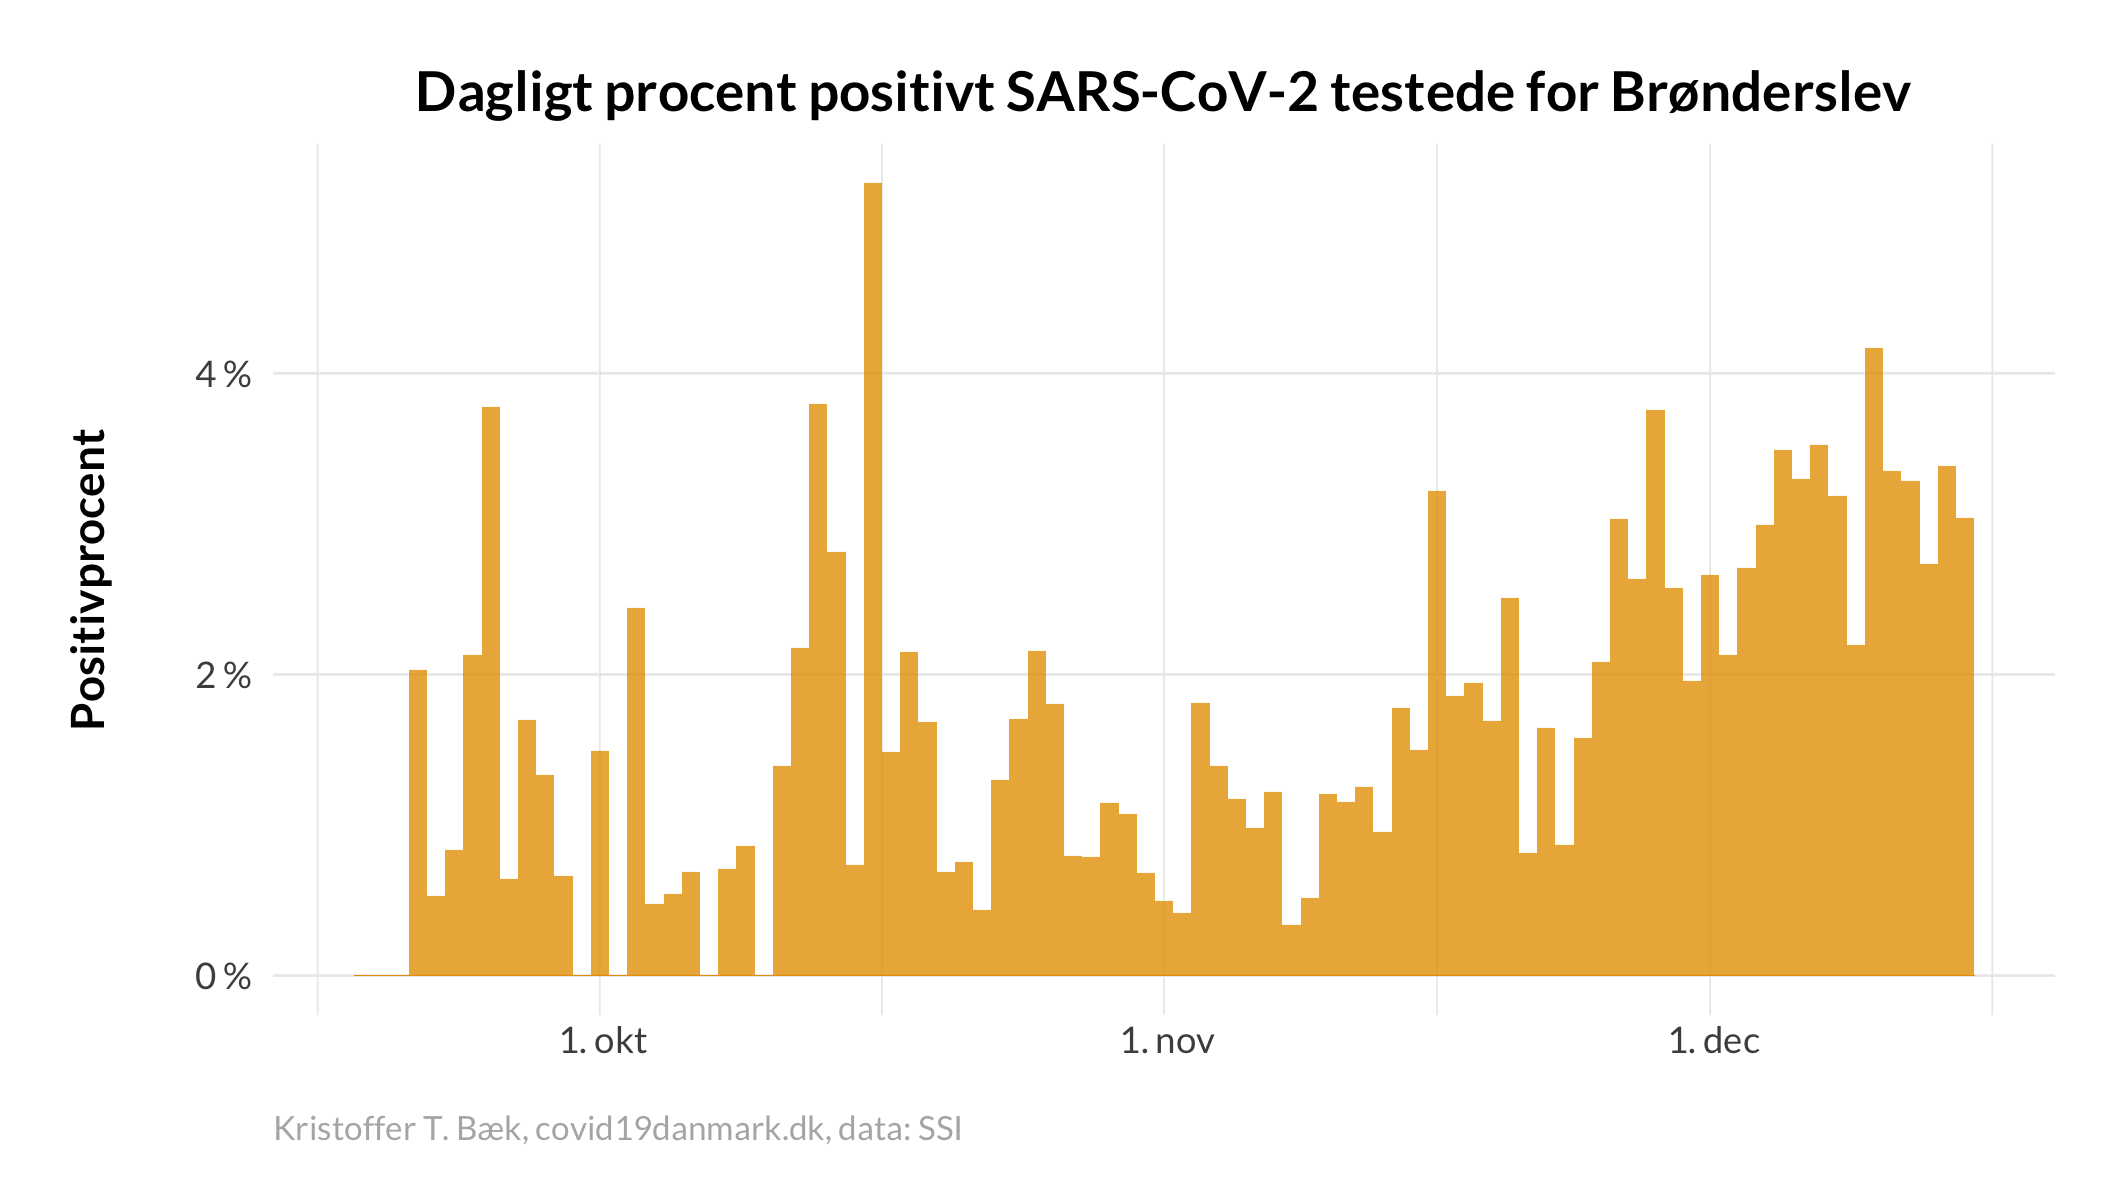 Dagligt procent positivt SARS-CoV-2 testede for Brønderslev
Positivprocent
4 %
2 %
0 %
1. okt
1. nov
1. dec
Kristoffer T. Bæk, covid19danmark.dk, data: SSI